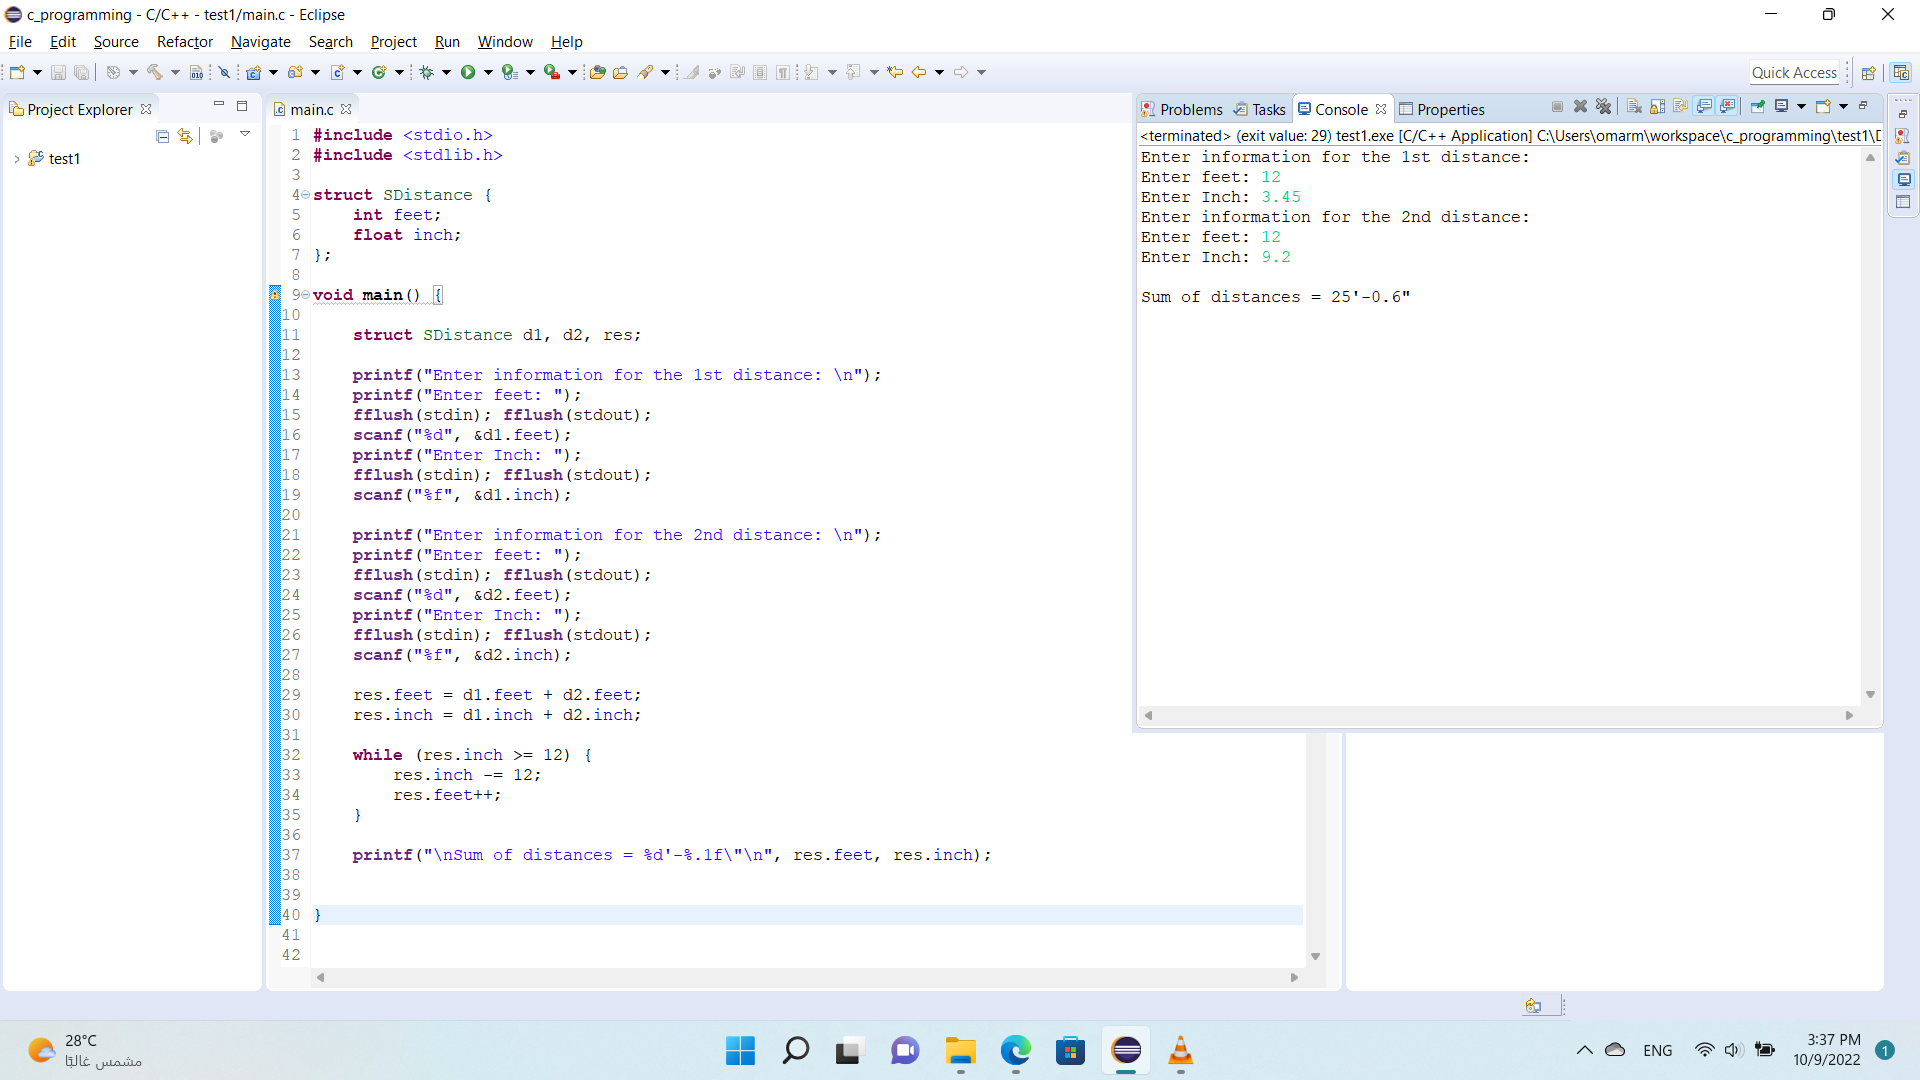 c_programming - C/C++ - test1/main.c - Eclipse
File Edit Source Refactor Navigate Search Project Run Window Help
Quick Access
Project Explorer
test1
main.c
1 #include <stdio.h>
2 #include <stdlib.h>
3
4 struct SDistance {
5     int feet;
6     float inch;
7 };
8
9 void main() {
10
11     struct SDistance d1, d2, res;
12
13     printf("Enter information for the 1st distance: \n");
14     printf("Enter feet: ");
15     fflush(stdin); fflush(stdout);
16     scanf("%d", &d1.feet);
17     printf("Enter Inch: ");
18     fflush(stdin); fflush(stdout);
19     scanf("%f", &d1.inch);
20
21     printf("Enter information for the 2nd distance: \n");
22     printf("Enter feet: ");
23     fflush(stdin); fflush(stdout);
24     scanf("%d", &d2.feet);
25     printf("Enter Inch: ");
26     fflush(stdin); fflush(stdout);
27     scanf("%f", &d2.inch);
28
29     res.feet = d1.feet + d2.feet;
30     res.inch = d1.inch + d2.inch;
31
32     while (res.inch >= 12) {
33         res.inch -= 12;
34         res.feet++;
35     }
36
37     printf("\nSum of distances = %d'-%.1f\"\n", res.feet, res.inch);
38
39
40 }
41
42
Problems Tasks Console Properties
<terminated> (exit value: 29) test1.exe [C/C++ Application] C:\Users\omarm\workspace\c_programming\test1\D
Enter information for the 1st distance:
Enter feet: 12
Enter Inch: 3.45
Enter information for the 2nd distance:
Enter feet: 12
Enter Inch: 9.2
Sum of distances = 25'-0.6"
28°C
مشمس غالبًا
ENG
3:37 PM
10/9/2022
1